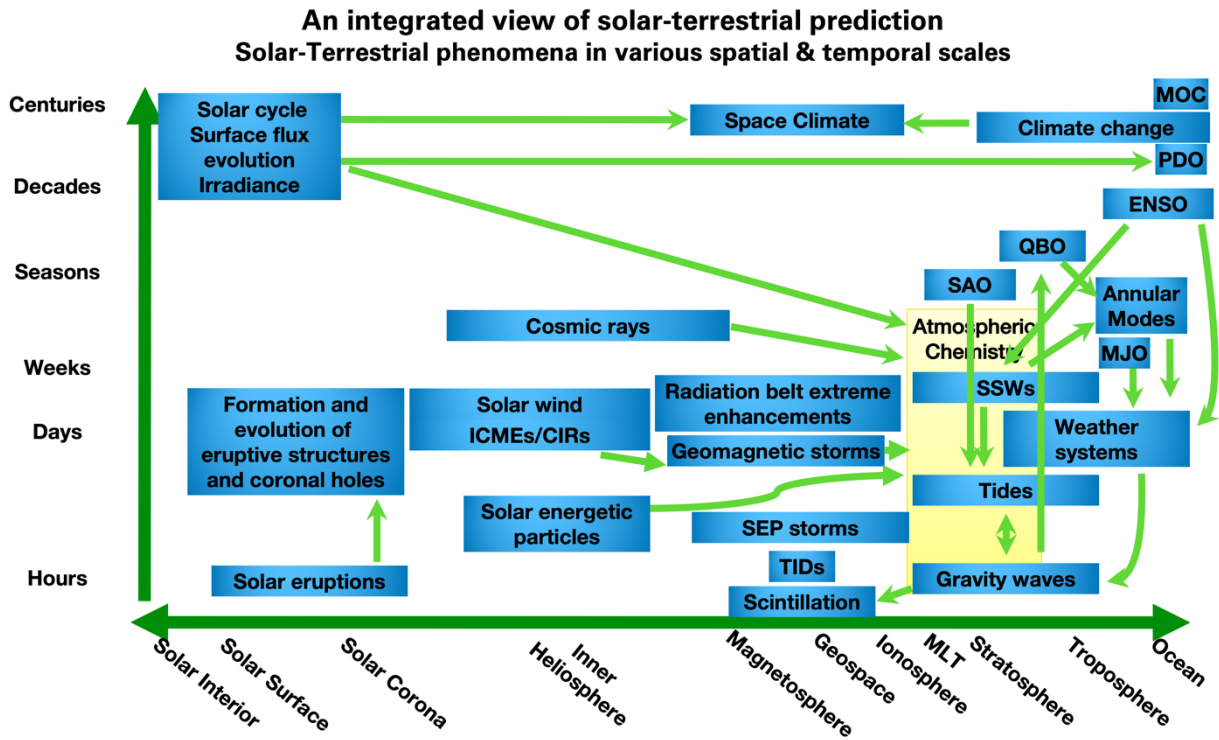 An integrated view of solar-terrestrial prediction
Solar-Terrestrial phenomena in various spatial & temporal scales
Centuries
Decades
Seasons
Weeks
Days
Hours
Solar cycle
Surface flux
evolution
Irradiance
Space Climate
MOC
Climate change
PDO
ENSO
QBO
SAO
Annular
Modes
MJO
Cosmic rays
Atmospheric
Chemistry
SSWs
Formation and
evolution of
eruptive structures
and coronal holes
Solar wind
ICMEs/CIRs
Radiation belt extreme
enhancements
Geomagnetic storms
Weather
systems
Tides
Solar energetic
particles
SEP storms
TIDs
Solar eruptions
Gravity waves
Scintillation
Solar Interior
Solar Surface
Solar Corona
Inner
Heliosphere
Magnetosphere
Geospace
Ionosphere
MLT
Stratosphere
Troposphere
Ocean